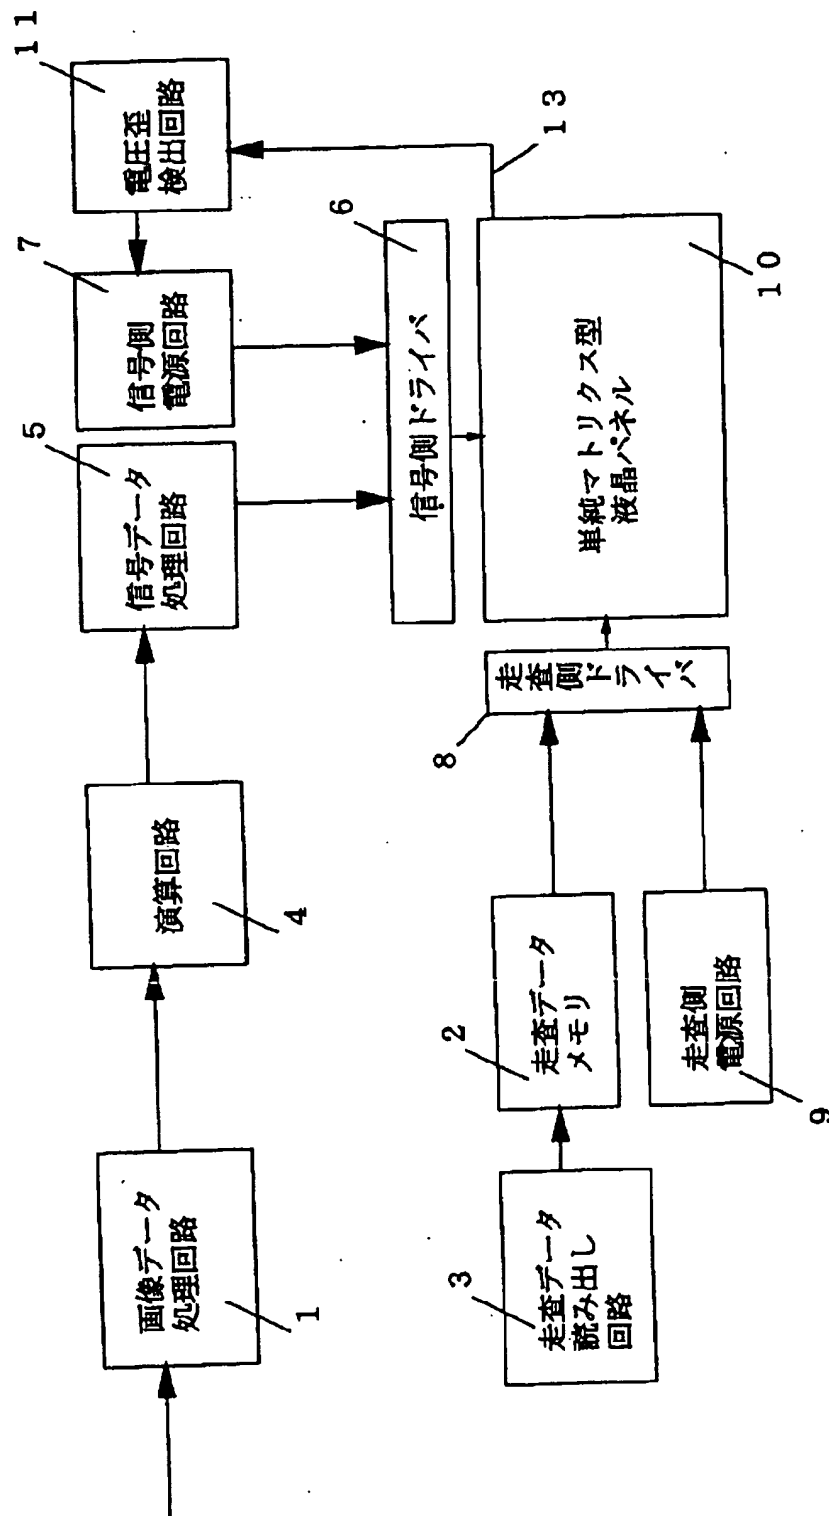 画像データ
処理回路
1
演算回路
4
信号データ
処理回路
5
信号側
電源回路
7
電圧歪
検出回路
11
信号側ドライバ
6
13
単純マトリクス型
液晶パネル
10
走査側ドライバ
8
走査データ
メモリ
2
走査データ
読み出し
回路
3
走査側
電源回路
9